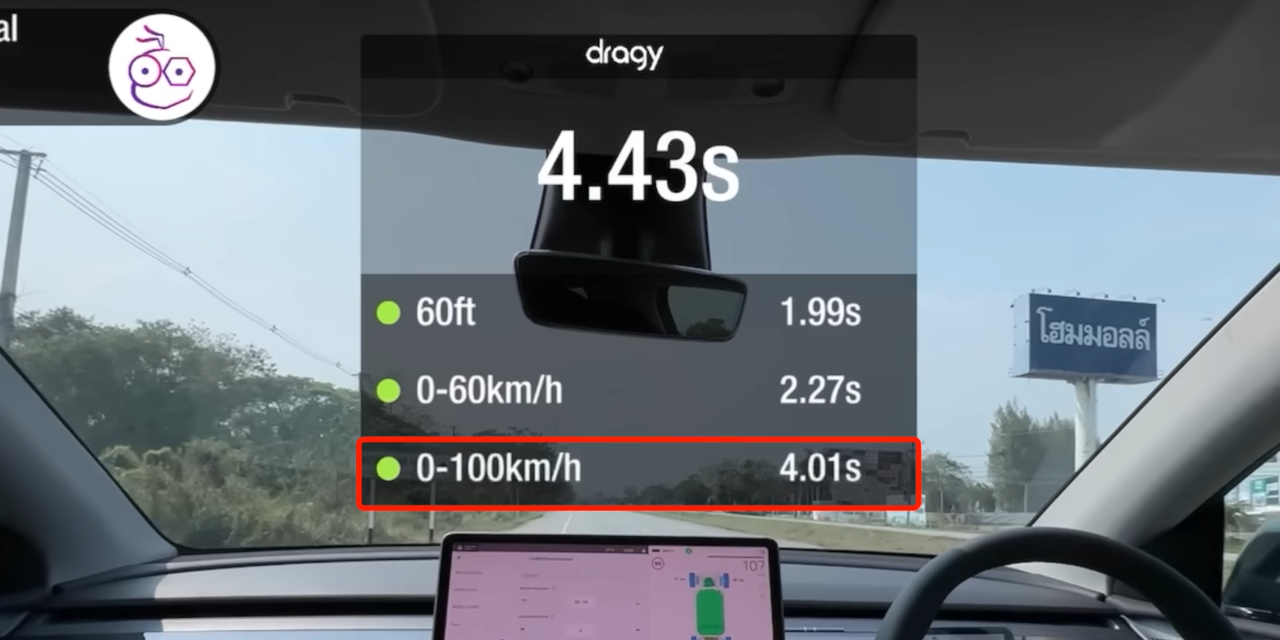 al
dragy
4.43s
60ft 1.99s
0-60km/h 2.27s
0-100km/h 4.01s
โฮมมอลล์
107